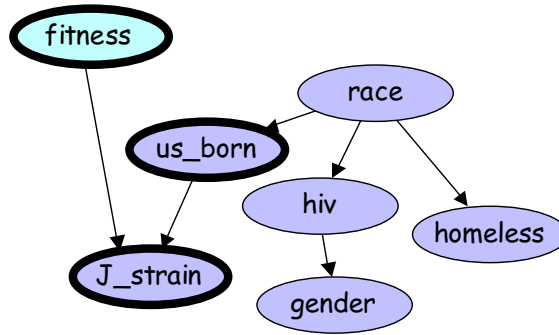 fitness
race
us_born
hiv
homeless
J_strain
gender